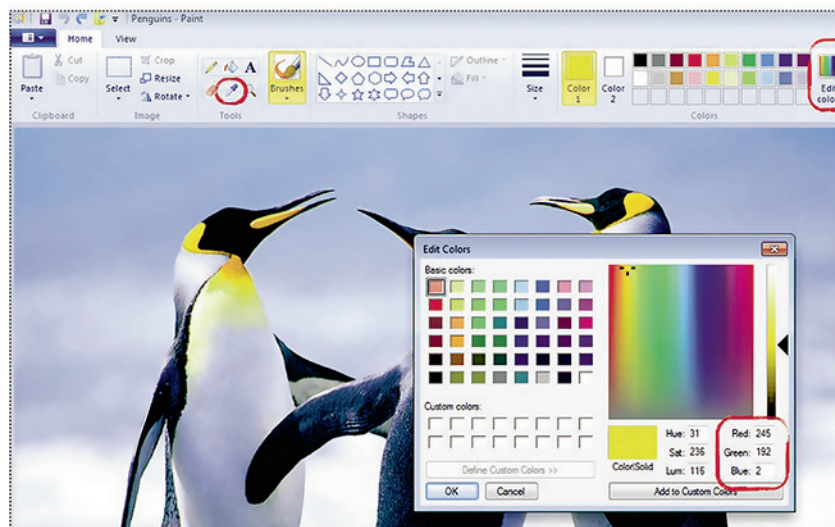 Penguins - Paint
Home View
Cut
Copy
Paste
Clipboard
Crop
Resize
Rotate
Select
Image
A
Tools
Brushes
Outline
Fill
Shapes
Size
Color 1
Color 2
Colors
Edit
colo
Edit Colors
Basic colors:
Custom colors:
Define Custom Colors >>
OK Cancel
Color|Solid
Hue: 31 Red: 245
Sat: 236 Green: 192
Lum: 116 Blue: 2
Add to Custom Colors